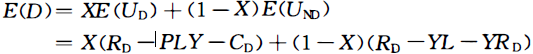 E(D) = XE(U_D) + (1 − X)E(U_ND)
= X(R_D − PLY − C_D) + (1 − X)(R_D − YL − YR_D)